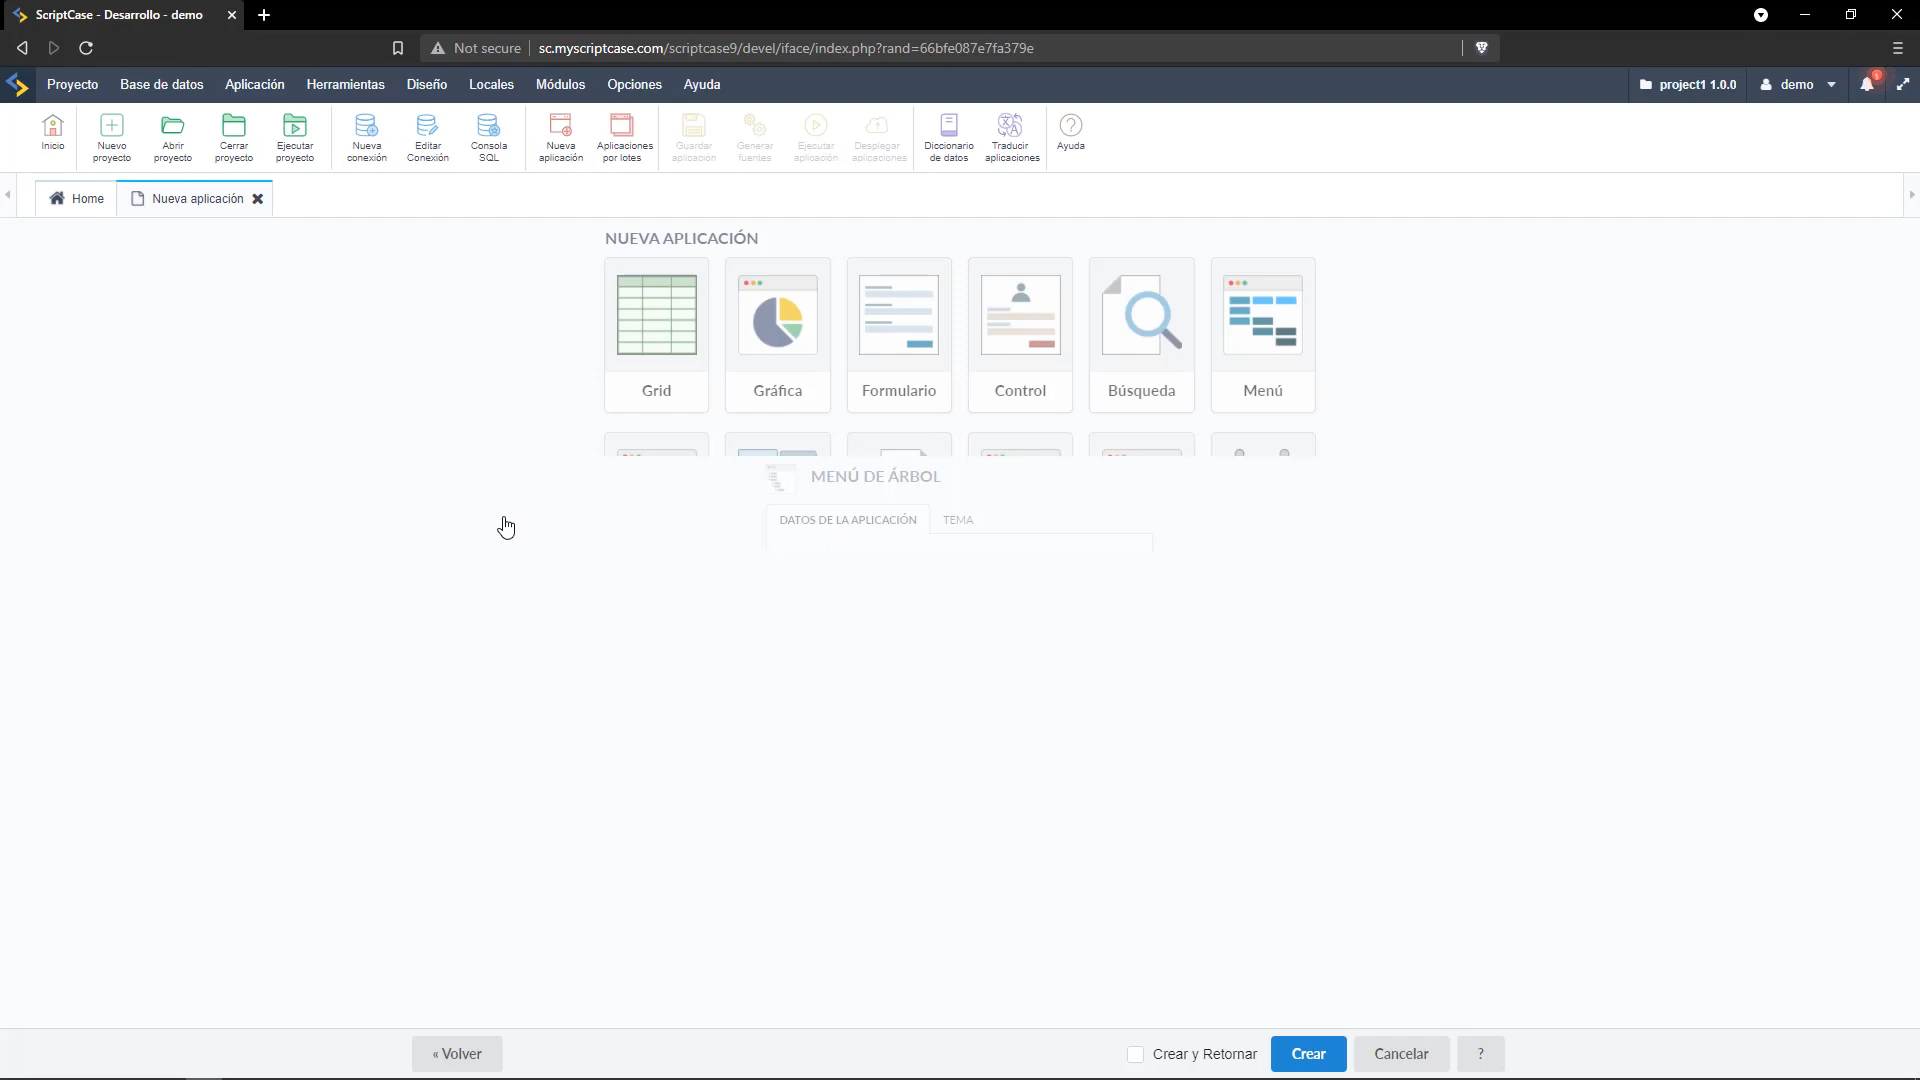 ScriptCase - Desarrollo - demo
Not secure
sc.myscriptcase.com/scriptcase9/devel/iface/index.php?rand=66bfe087e7fa379e
Proyecto Base de datos Aplicación Herramientas Diseño Locales Módulos Opciones Ayuda
project1 1.0.0
demo
1
Inicio
Nuevo
proyecto
Abrir
proyecto
Cerrar
proyecto
Ejecutar
proyecto
Nueva
conexión
Editar
Conexión
Consola
SQL
Nueva
aplicación
Aplicaciones
por lotes
Guardar
aplicación
Generar
fuentes
Ejecutar
aplicación
Desplegar
aplicaciones
Diccionario
de datos
Traducir
aplicaciones
Ayuda
Home
Nueva aplicación
NUEVA APLICACIÓN
Grid
Gráfica
Formulario
Control
Búsqueda
Menú
MENÚ DE ÁRBOL
DATOS DE LA APLICACIÓN
TEMA
« Volver
Crear y Retornar
Crear
Cancelar
?